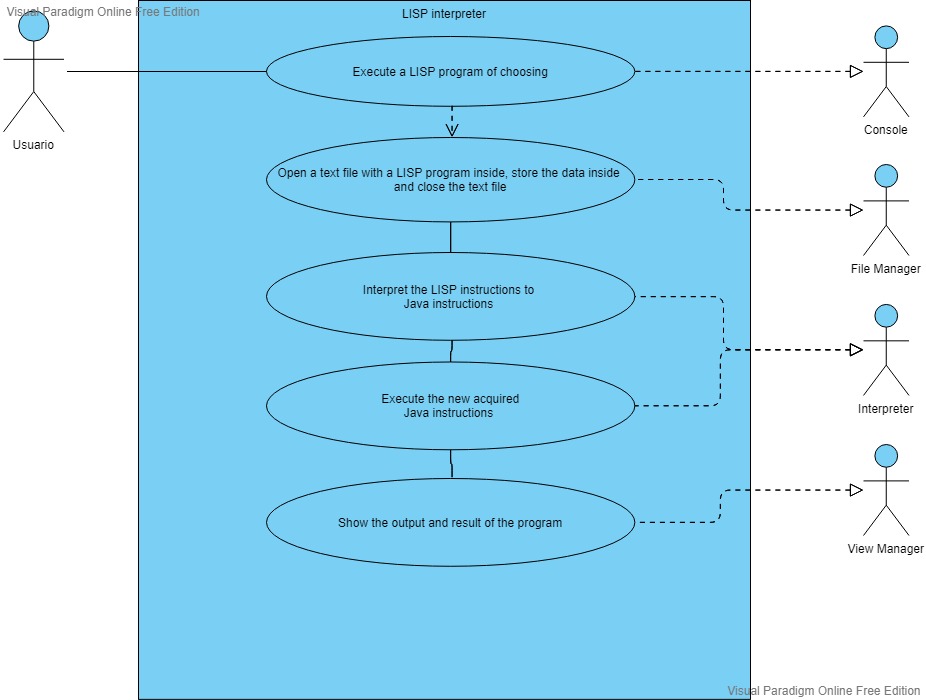 Visual Paradigm Online Free Edition
LISP interpreter
Usuario
Execute a LISP program of choosing
Console
Open a text file with a LISP program inside, store the data inside
and close the text file
File Manager
Interpret the LISP instructions to
Java instructions
Interpreter
Execute the new acquired
Java instructions
Show the output and result of the program
View Manager
Visual Paradigm Online Free Edition